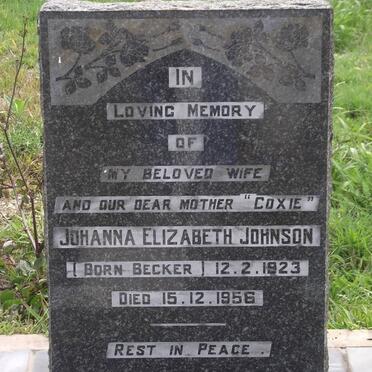 IN
LOVING MEMORY
OF
MY BELOVED WIFE
AND OUR DEAR MOTHER "COXIE"
JOHANNA ELIZABETH JOHNSON
(BORN BECKER) 12.2.1923
DIED 15.12.1956
REST IN PEACE.